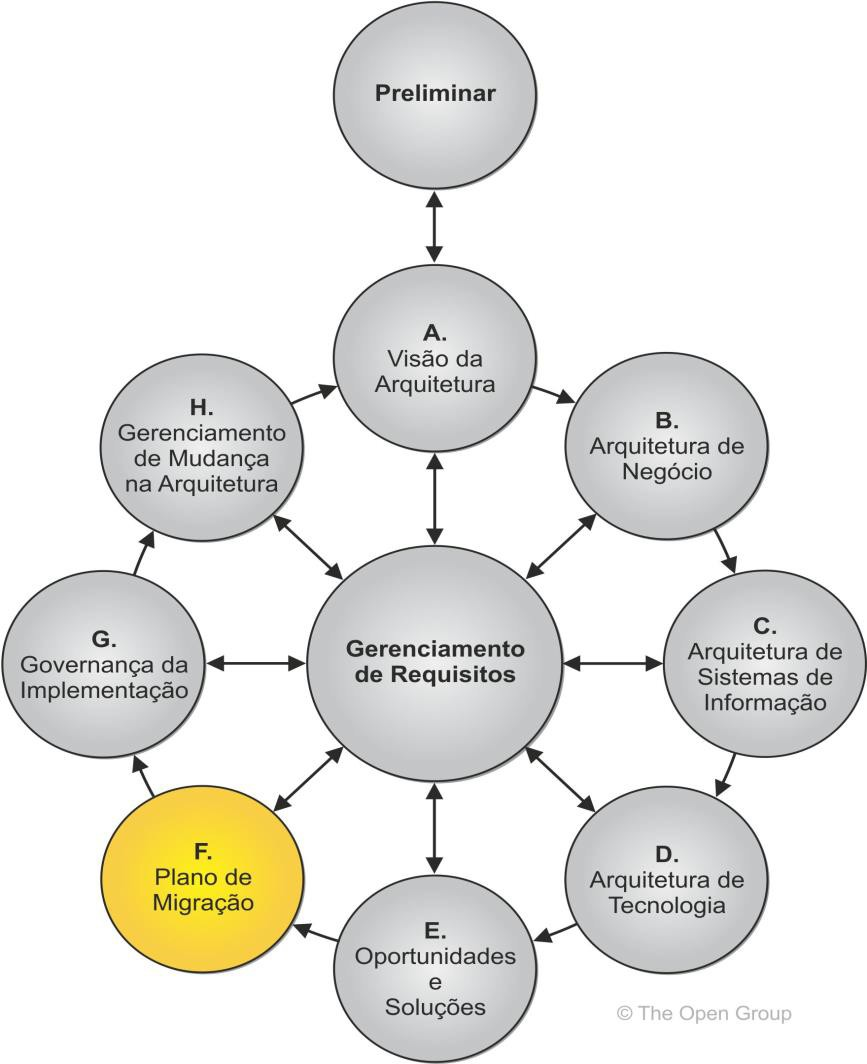 Preliminar
A.
Visão da
Arquitetura
B.
Arquitetura de
Negócio
C.
Arquitetura de
Sistemas de
Informação
D.
Arquitetura de
Tecnologia
E.
Oportunidades
e
Soluções
F.
Plano de
Migração
G.
Governança da
Implementação
H.
Gerenciamento
de Mudança
na Arquitetura
Gerenciamento
de Requisitos
© The Open Group